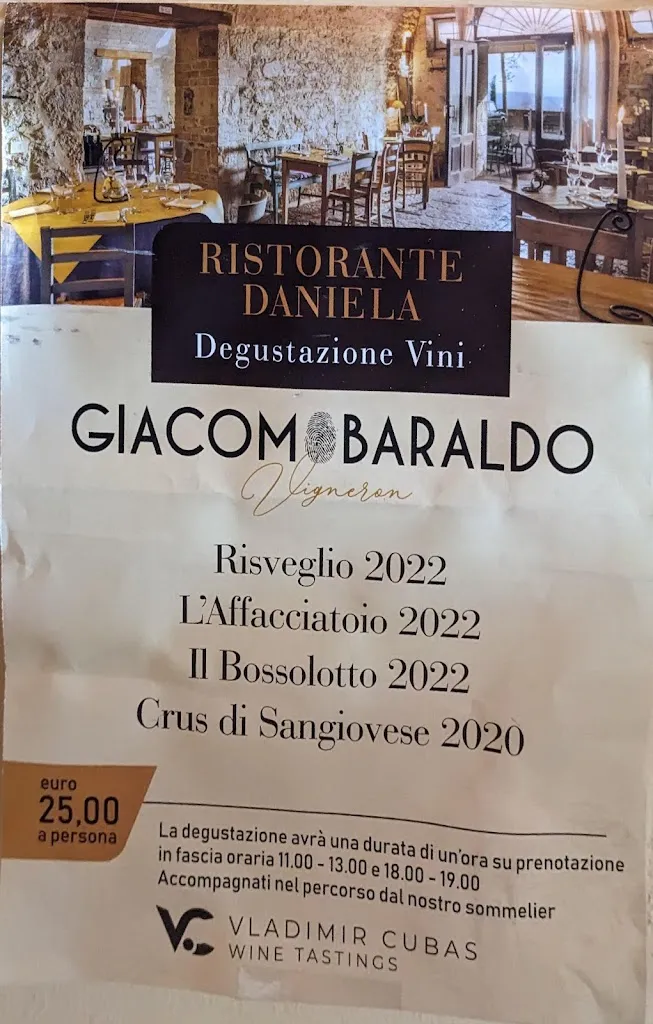 RISTORANTE
DANIELA
Degustazione Vini
GIACOMO BARALDO
Vigneron
Risveglio 2022
L'Affacciatoio 2022
Il Bossolotto 2022
Crus di Sangiovese 2020
euro
25,00
a persona
La degustazione avrà una durata di un'ora su prenotazione
in fascia oraria 11.00 - 13.00 e 18.00 - 19.00
Accompagnati nel percorso dal nostro sommelier
V.C
VLADIMIR CUBAS
WINE TASTINGS